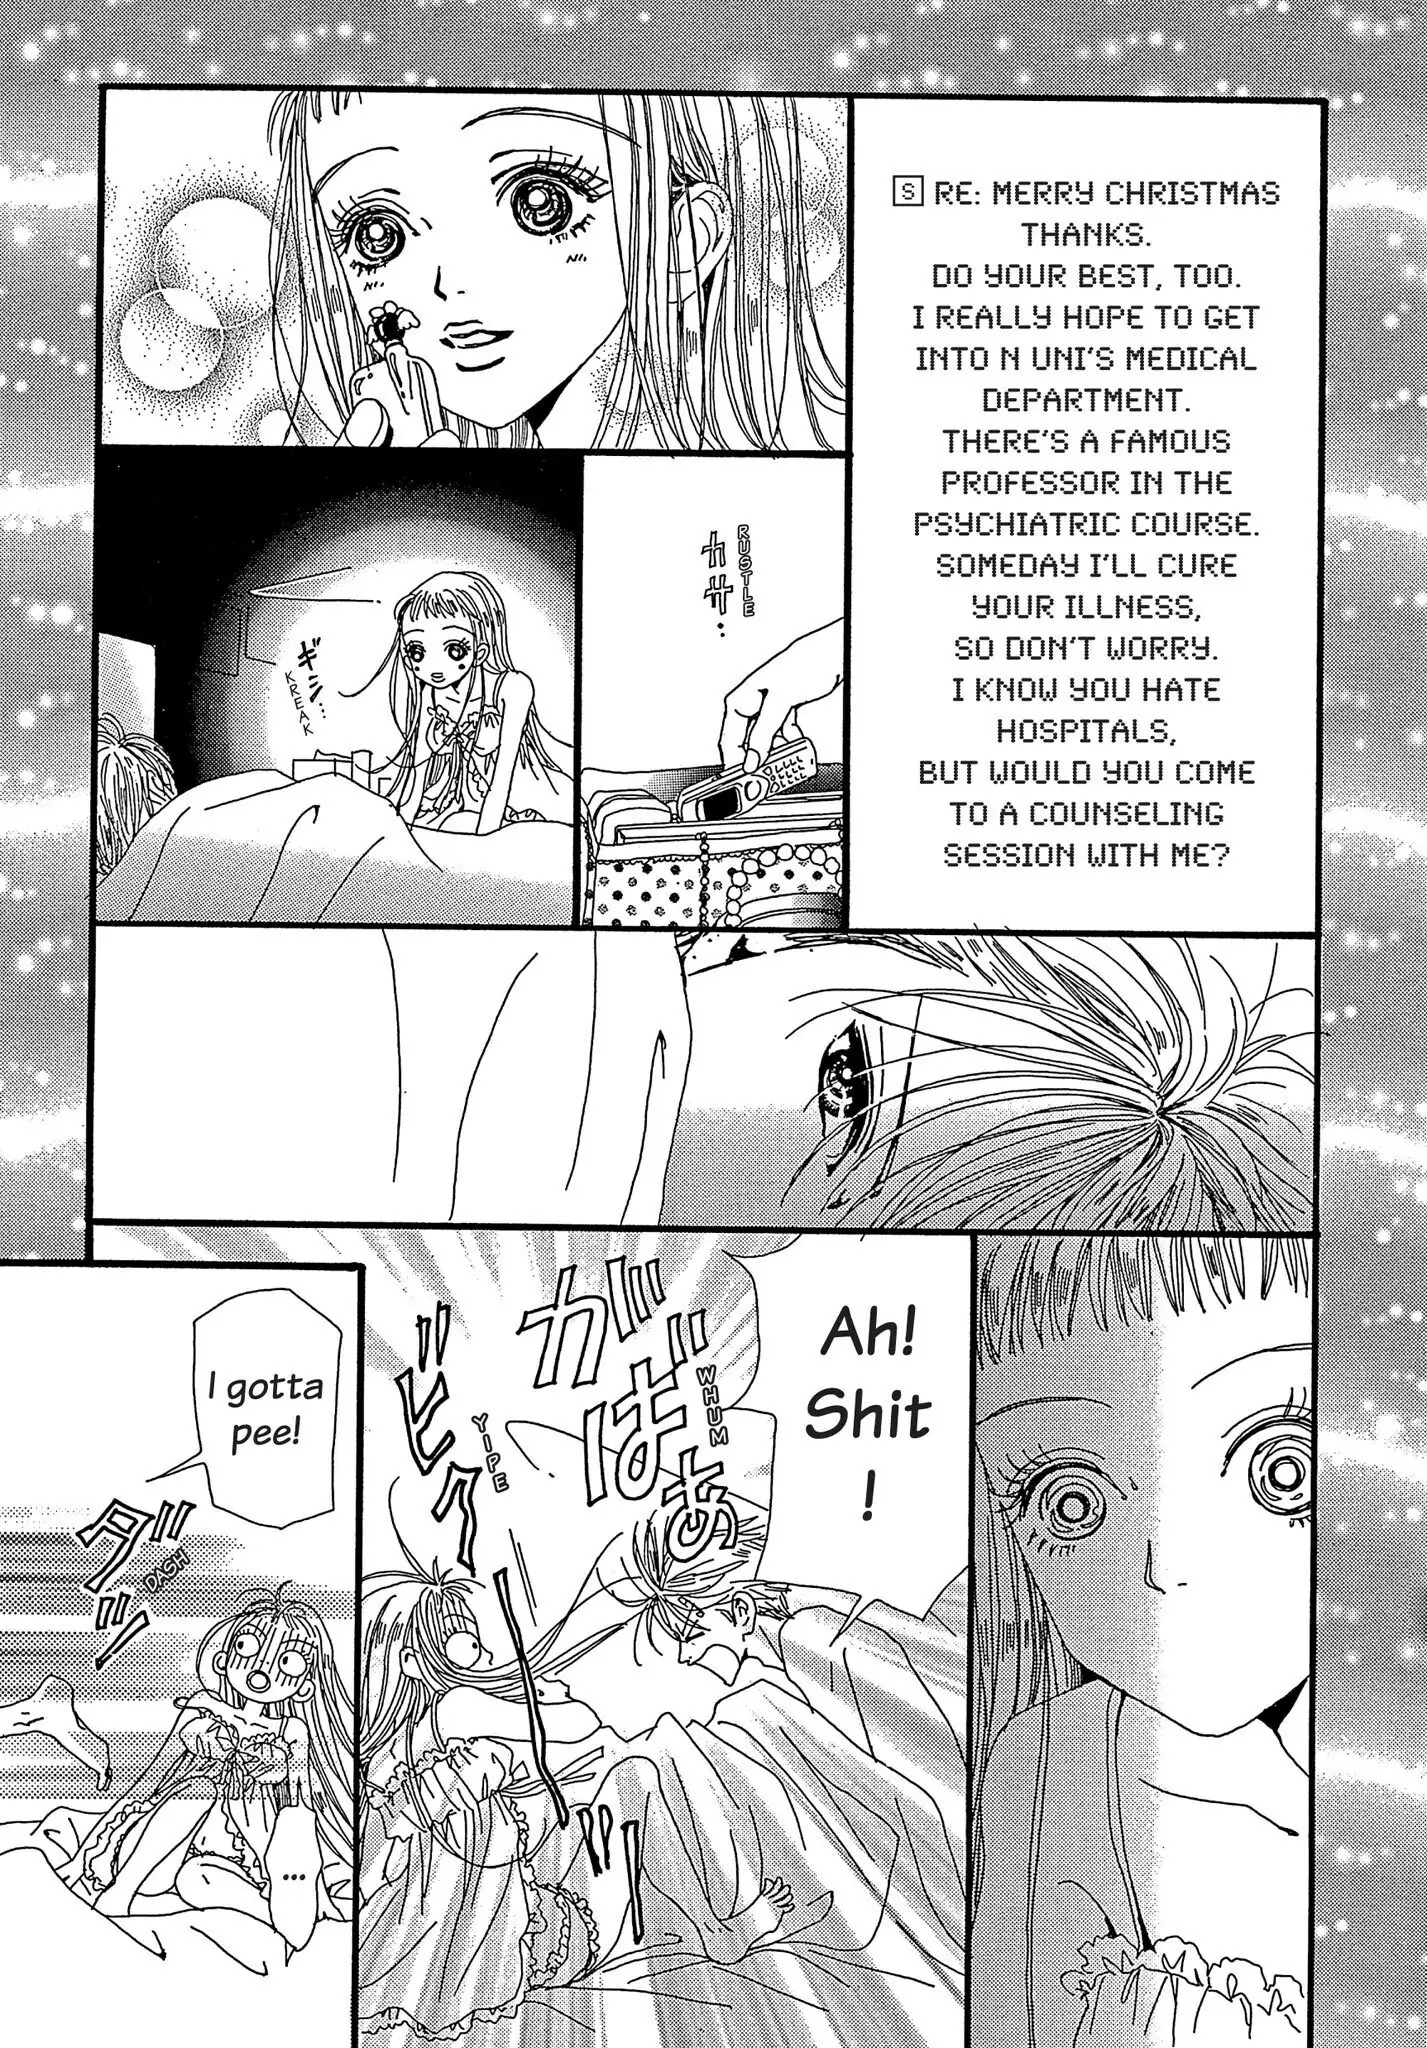 S RE: MERRY CHRISTMAS
THANKS.
DO YOUR BEST, TOO.
I REALLY HOPE TO GET
INTO N UNI'S MEDICAL
DEPARTMENT.
THERE'S A FAMOUS
PROFESSOR IN THE
PSYCHIATRIC COURSE.
SOMEDAY I'LL CURE
YOUR ILLNESS,
SO DON'T WORRY.
I KNOW YOU HATE
HOSPITALS,
BUT WOULD YOU COME
TO A COUNSELING
SESSION WITH ME?
カサ…
RUSTLE
ギシ…
KREAK
Ah!
Shit
!
ガバ
WHUM
ビクッ
YIPE
I gotta
pee!
ダダッ
DASH
...